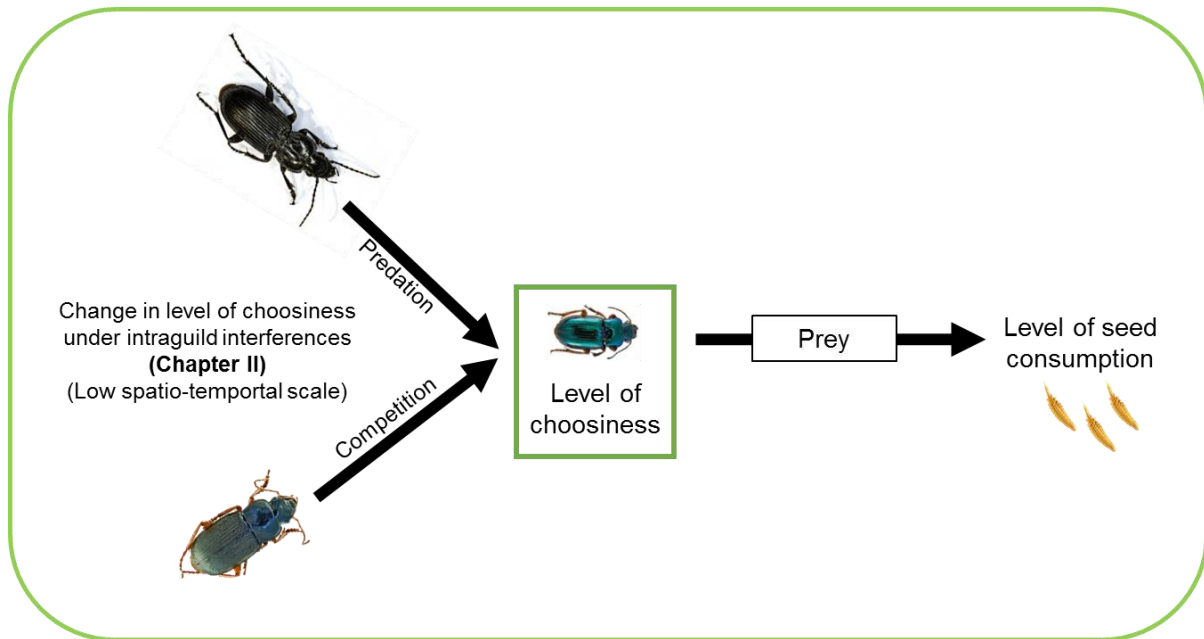 Predation
Change in level of choosiness
under intraguild interferences
(Chapter II)
(Low spatio-temportal scale)
Competition
Level of
choosiness
Prey
Level of seed
consumption